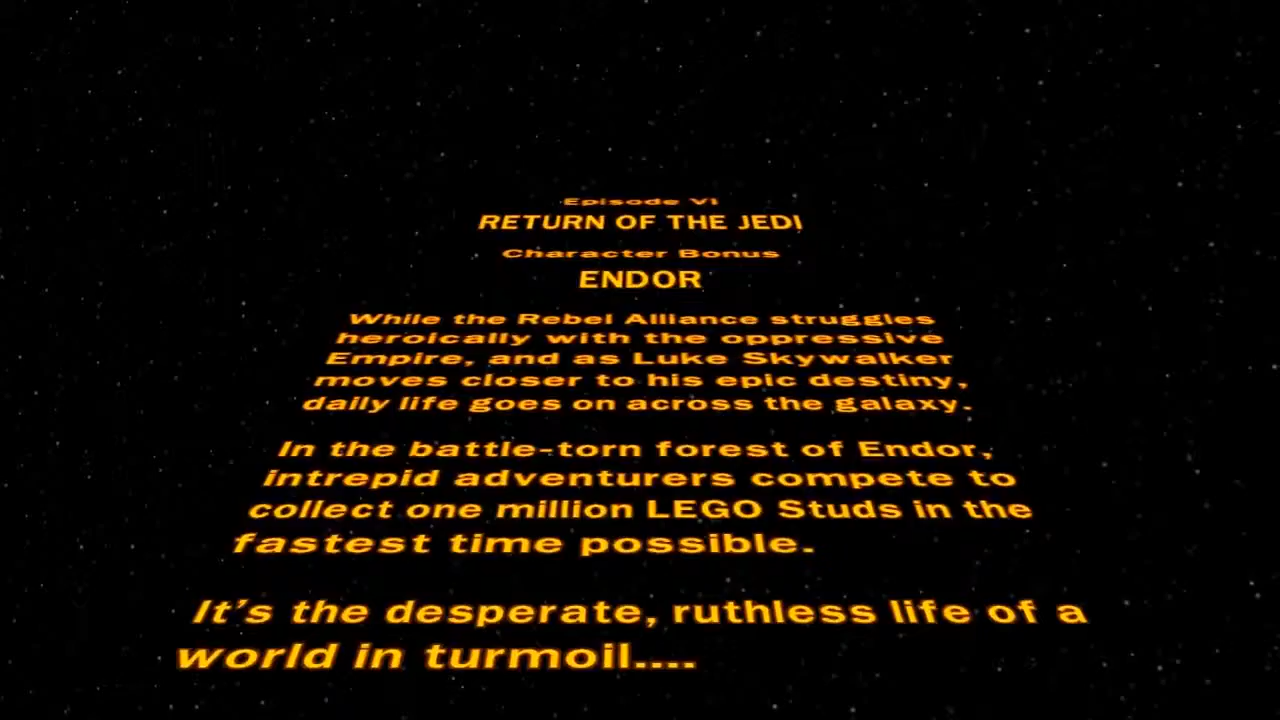 Episode VI
RETURN OF THE JEDI
Character Bonus
ENDOR
While the Rebel Alliance struggles
heroically with the oppressive
Empire, and as Luke Skywalker
moves closer to his epic destiny,
daily life goes on across the galaxy.
In the battle-torn forest of Endor,
intrepid adventurers compete to
collect one million LEGO Studs in the
fastest time possible.
It's the desperate, ruthless life of a
world in turmoil....